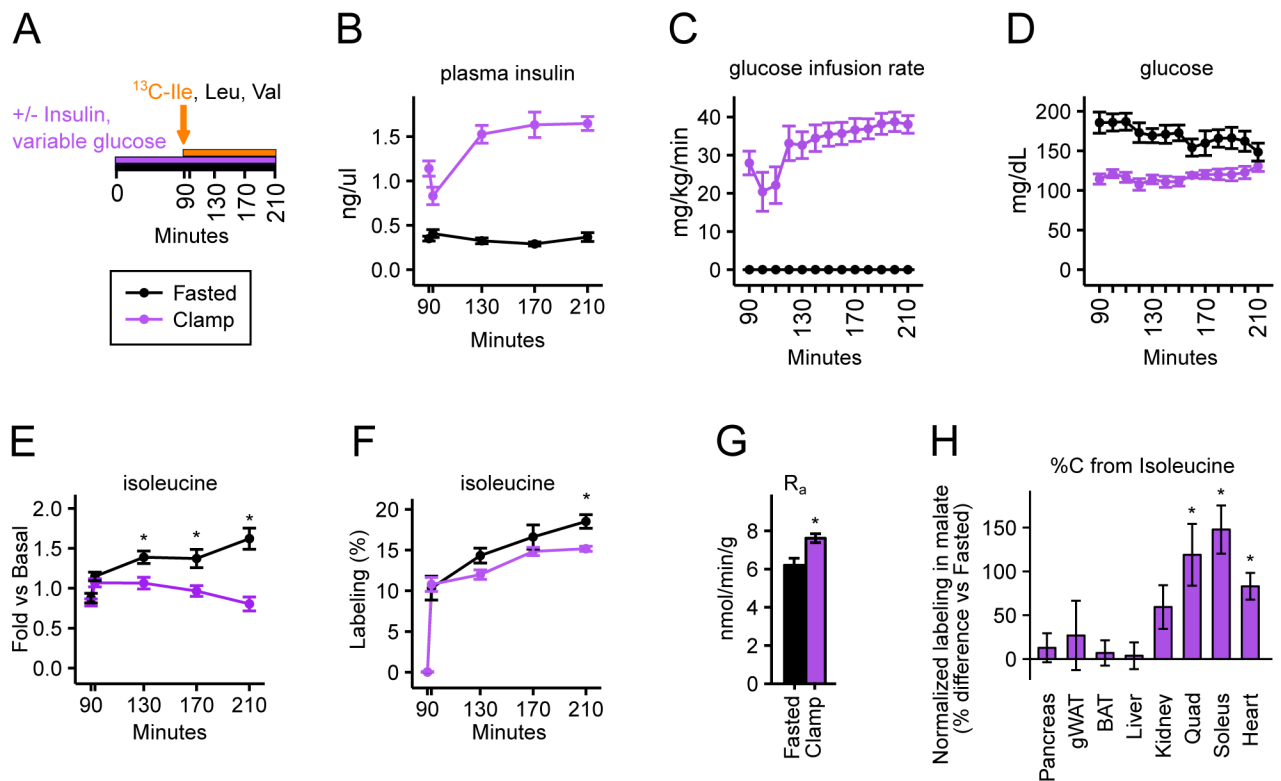 A
¹³C-Ile, Leu, Val
+/- Insulin,
variable glucose
0
90
130
170
210
Minutes
Fasted
Clamp
B
plasma insulin
ng/ul
1.5
1.0
0.5
0.0
90
130
170
210
Minutes
C
glucose infusion rate
mg/kg/min
40
30
20
10
0
90
130
170
210
Minutes
D
glucose
mg/dL
200
150
100
50
0
90
130
170
210
Minutes
E
isoleucine
Fold vs Basal
2.0
1.5
1.0
0.5
0.0
* * *
90
130
170
210
Minutes
F
isoleucine
Labeling (%)
20
15
10
5
0
*
90
130
170
210
Minutes
G
Rₐ
nmol/min/g
8
6
4
2
0
*
Fasted
Clamp
H
%C from Isoleucine
Normalized labeling in malate
(% difference vs Fasted)
150
100
50
0
* * *
Pancreas
gWAT
BAT
Liver
Kidney
Quad
Soleus
Heart